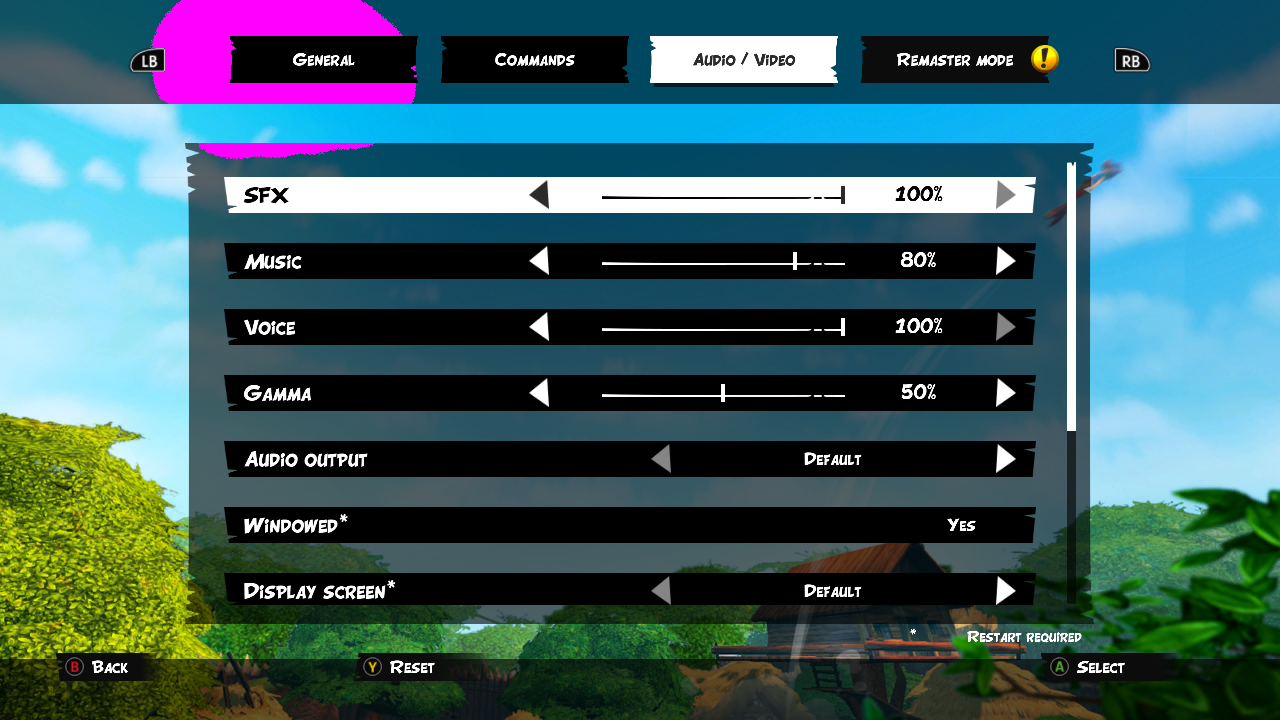 LB
General
Commands
Audio / Video
Remaster mode
!
RB
SFX
100%
Music
80%
Voice
100%
Gamma
50%
Audio output
Default
Windowed*
Yes
Display screen*
Default
* Restart required
B Back
Y Reset
A Select